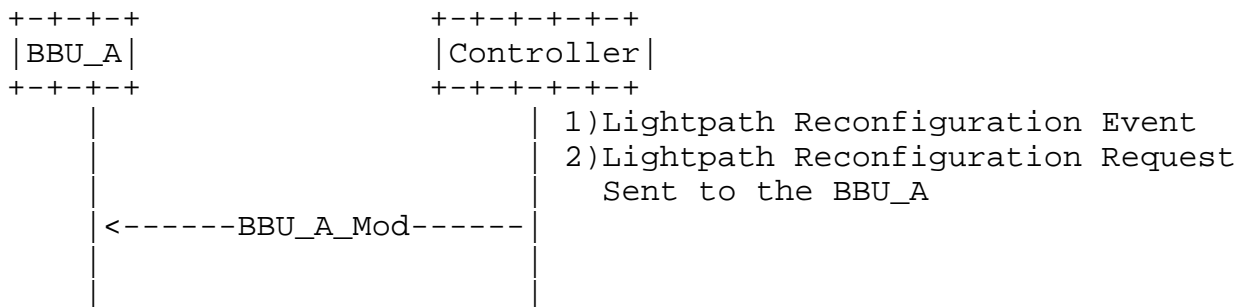 +-+-+-+                +-+-+-+-+-+
|BBU_A|                |Controller|
+-+-+-+                +-+-+-+-+-+
    |                       | 1)Lightpath Reconfiguration Event
    |                       | 2)Lightpath Reconfiguration Request
    |                       |   Sent to the BBU_A
    |<------BBU_A_Mod------|
    |                       |
    |                       |